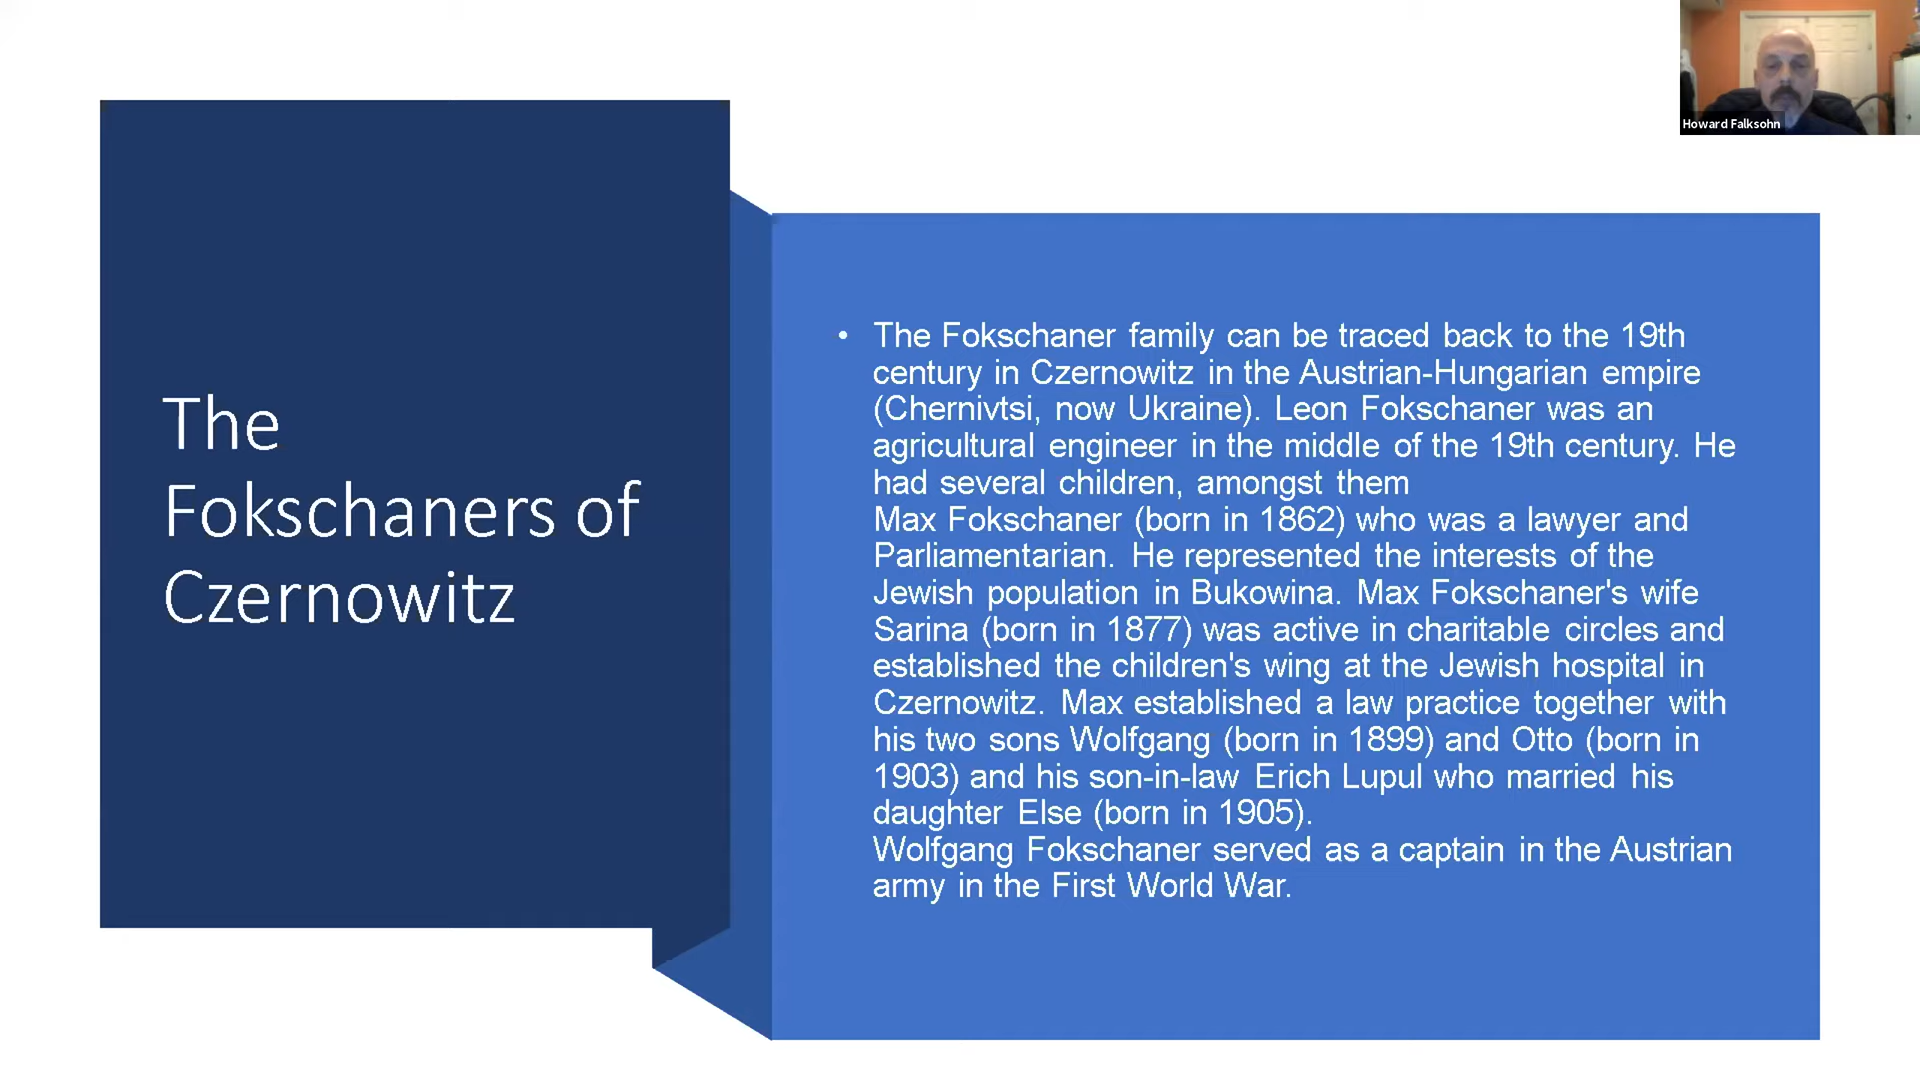 Howard Falksohn
The
Fokschaners of
Czernowitz
• The Fokschaner family can be traced back to the 19th
century in Czernowitz in the Austrian-Hungarian empire
(Chernivtsi, now Ukraine). Leon Fokschaner was an
agricultural engineer in the middle of the 19th century. He
had several children, amongst them
Max Fokschaner (born in 1862) who was a lawyer and
Parliamentarian. He represented the interests of the
Jewish population in Bukowina. Max Fokschaner's wife
Sarina (born in 1877) was active in charitable circles and
established the children's wing at the Jewish hospital in
Czernowitz. Max established a law practice together with
his two sons Wolfgang (born in 1899) and Otto (born in
1903) and his son-in-law Erich Lupul who married his
daughter Else (born in 1905).
Wolfgang Fokschaner served as a captain in the Austrian
army in the First World War.